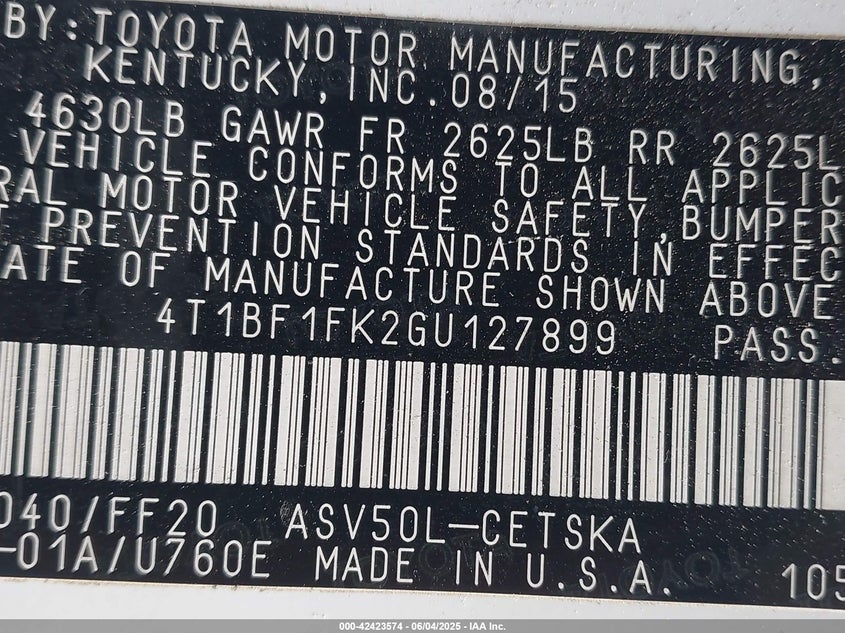 BY: TOYOTA MOTOR MANUFACTURING,
KENTUCKY, INC. 08/15
4630LB GAWR FR 2625LB RR 2625L
VEHICLE CONFORMS TO ALL APPLIC
RAL MOTOR VEHICLE SAFETY, BUMPER
T PREVENTION STANDARDS IN EFFEC
ATE OF MANUFACTURE SHOWN ABOVE
4T1BF1FK2GU127899 PASS.
040/FF20 ASV50L-CETSKA
-01A/U760E MADE IN U.S.A. 105
000-42423574 | 06/04/2025 - IAA Inc.